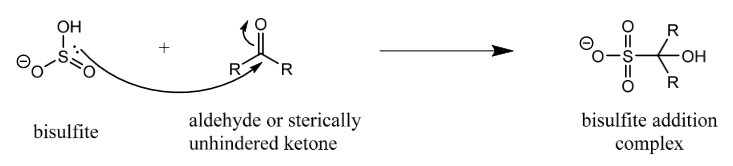 OH
⊖
O
S
:
O
bisulfite
+
O
R
R
aldehyde or sterically
unhindered ketone
O
⊖
O
S
O
R
OH
R
bisulfite addition
complex